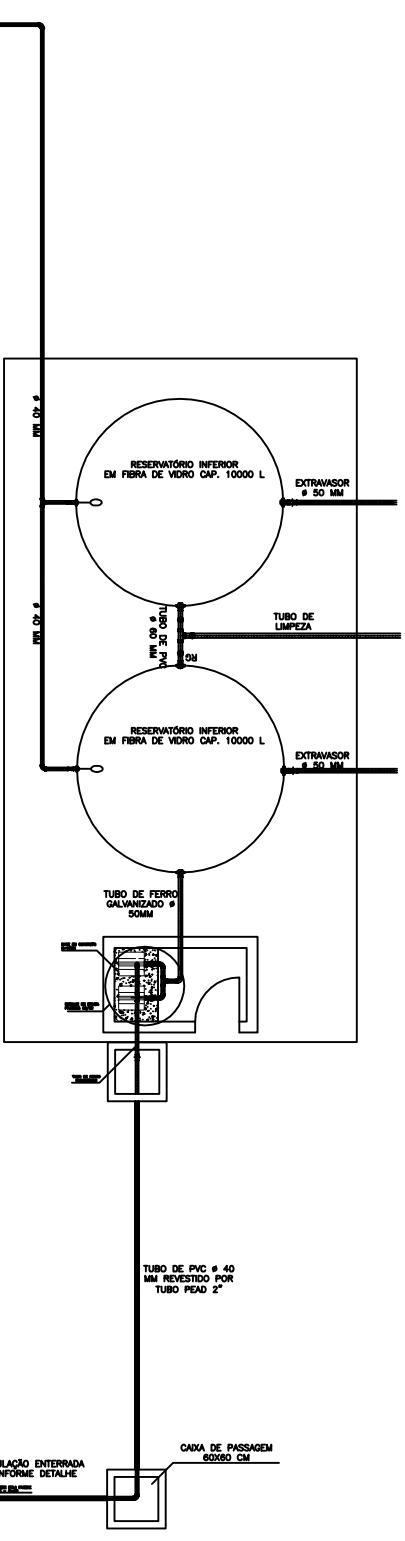 ø 40 MM
RESERVATÓRIO INFERIOR
EM FIBRA DE VIDRO CAP. 10000 L
EXTRAVASOR
ø 50 MM
ø 40 MM
TUBO DE PVC
ø 60 MM
RG
TUBO DE
LIMPEZA
RESERVATÓRIO INFERIOR
EM FIBRA DE VIDRO CAP. 10000 L
EXTRAVASOR
ø 50 MM
TUBO DE FERRO
GALVANIZADO ø
50MM
TUBO DE PVC ø 40
MM REVESTIDO POR
TUBO PEAD 2"
CAIXA DE PASSAGEM
60X60 CM
ULAÇÃO ENTERRADA
NFORME DETALHE